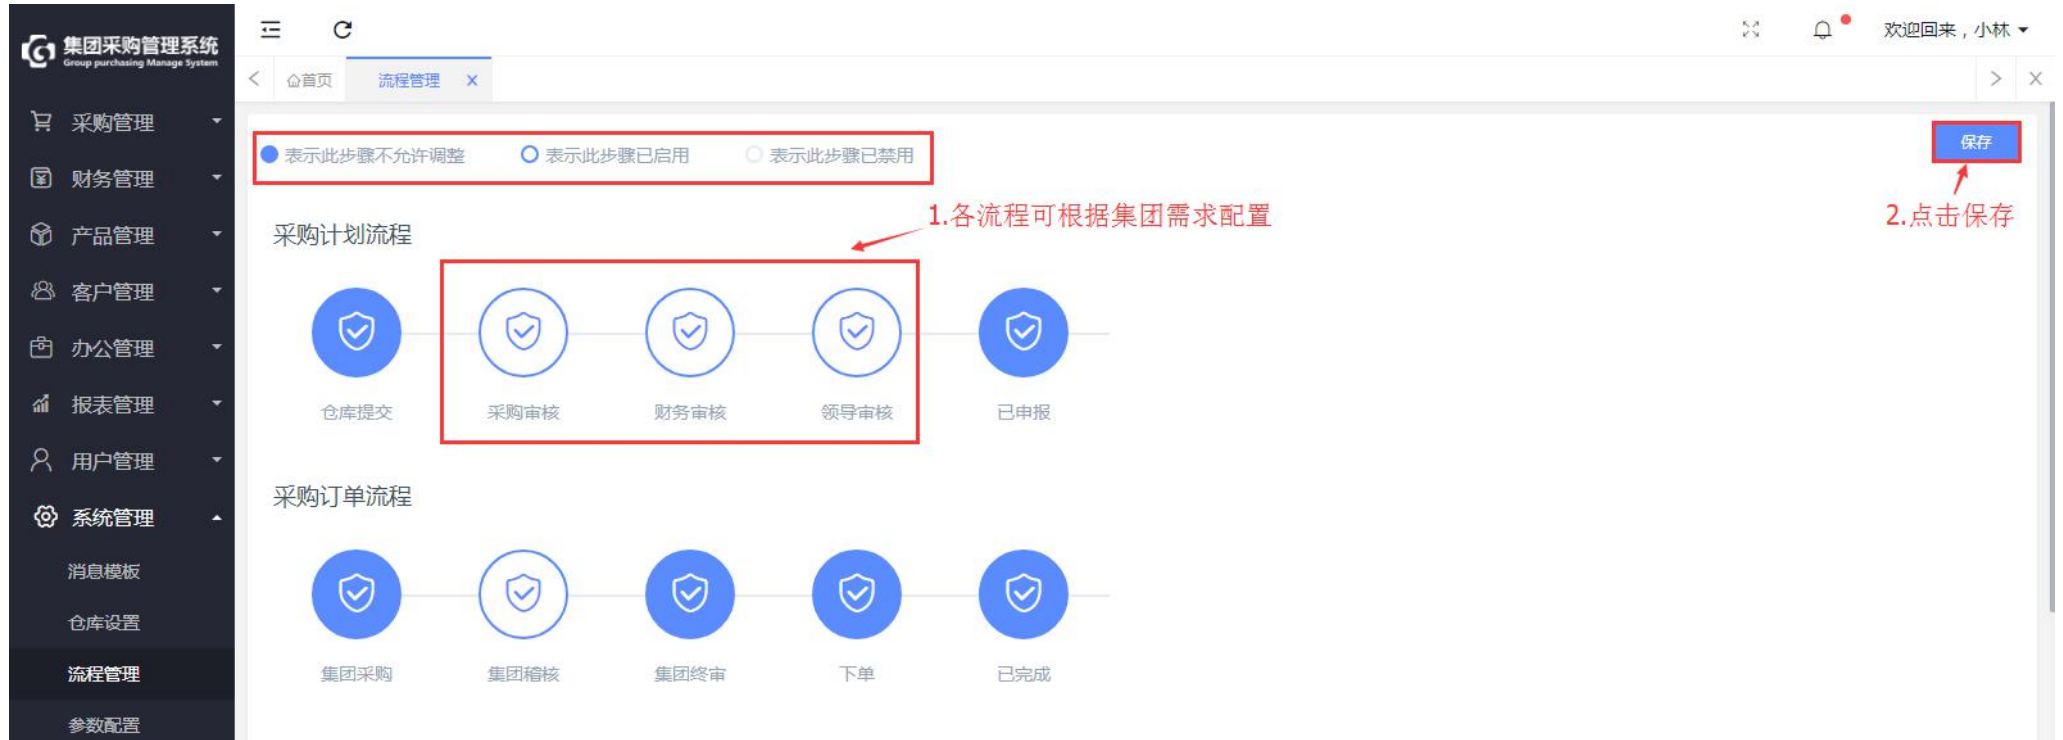 集团采购管理系统
Group purchasing Manage System
欢迎回来，小林
首页
流程管理
采购管理
财务管理
产品管理
客户管理
办公管理
报表管理
用户管理
系统管理
消息模板
仓库设置
流程管理
参数配置
表示此步骤不允许调整 表示此步骤已启用 表示此步骤已禁用
保存
1.各流程可根据集团需求配置
2.点击保存
采购计划流程
仓库提交 采购审核 财务审核 领导审核 已申报
采购订单流程
集团采购 集团稽核 集团终审 下单 已完成